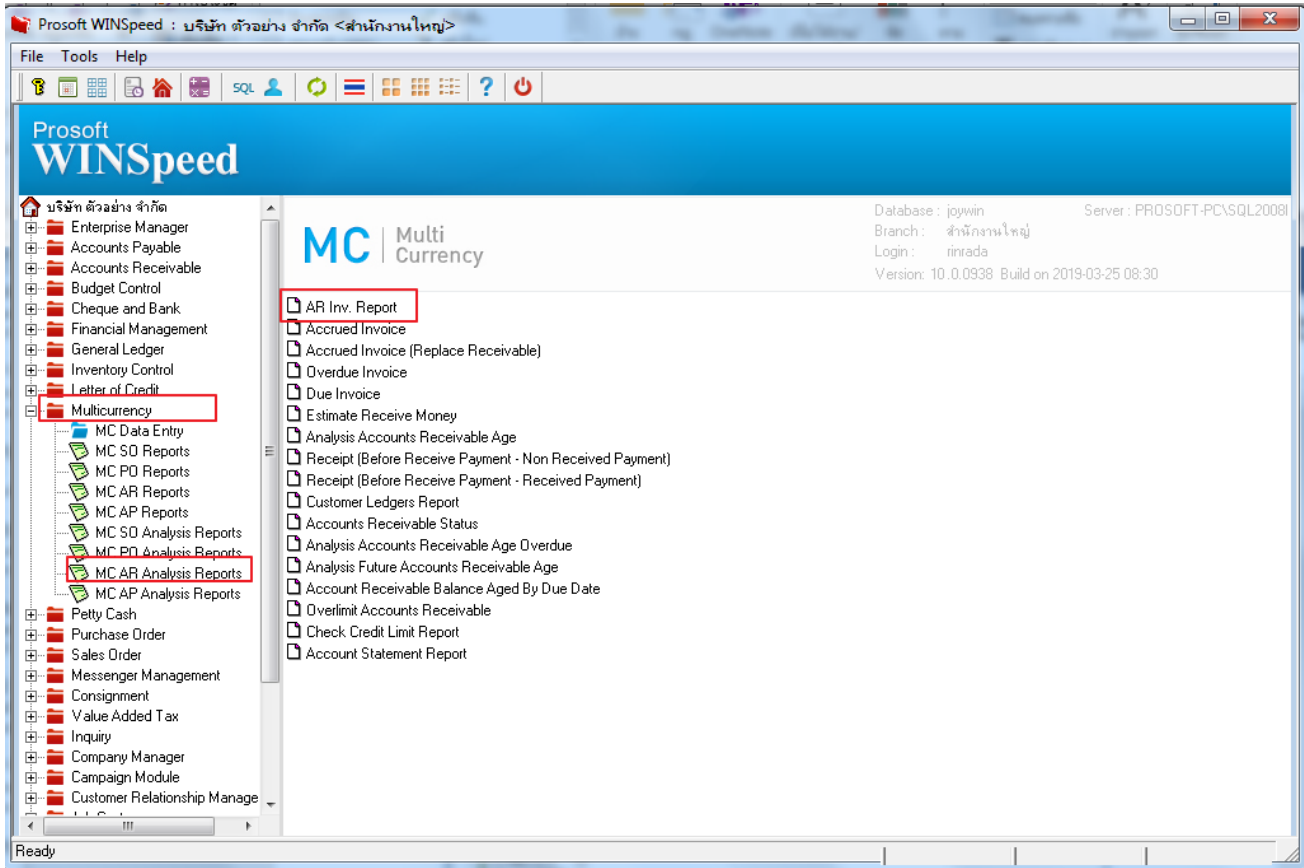 Prosoft WINSpeed : บริษัท ตัวอย่าง จำกัด <สำนักงานใหญ่>
File Tools Help
SQL
Prosoft
WINSpeed
บริษัท ตัวอย่าง จำกัด
Enterprise Manager
Accounts Payable
Accounts Receivable
Budget Control
Cheque and Bank
Financial Management
General Ledger
Inventory Control
Letter of Credit
Multicurrency
MC Data Entry
MC SO Reports
MC PO Reports
MC AR Reports
MC AP Reports
MC SO Analysis Reports
MC PO Analysis Reports
MC AR Analysis Reports
MC AP Analysis Reports
Petty Cash
Purchase Order
Sales Order
Messenger Management
Consignment
Value Added Tax
Inquiry
Company Manager
Campaign Module
Customer Relationship Manage
MC Multi Currency
Database : joywin Server : PROSOFT-PC\SQL2008
Branch : สำนักงานใหญ่
Login : rinrada
Version: 10.0.0938 Build on 2019-03-25 08:30
AR Inv. Report
Accrued Invoice
Accrued Invoice (Replace Receivable)
Overdue Invoice
Due Invoice
Estimate Receive Money
Analysis Accounts Receivable Age
Receipt (Before Receive Payment - Non Received Payment)
Receipt (Before Receive Payment - Received Payment)
Customer Ledgers Report
Accounts Receivable Status
Analysis Accounts Receivable Age Overdue
Analysis Future Accounts Receivable Age
Account Receivable Balance Aged By Due Date
Overlimit Accounts Receivable
Check Credit Limit Report
Account Statement Report
Ready